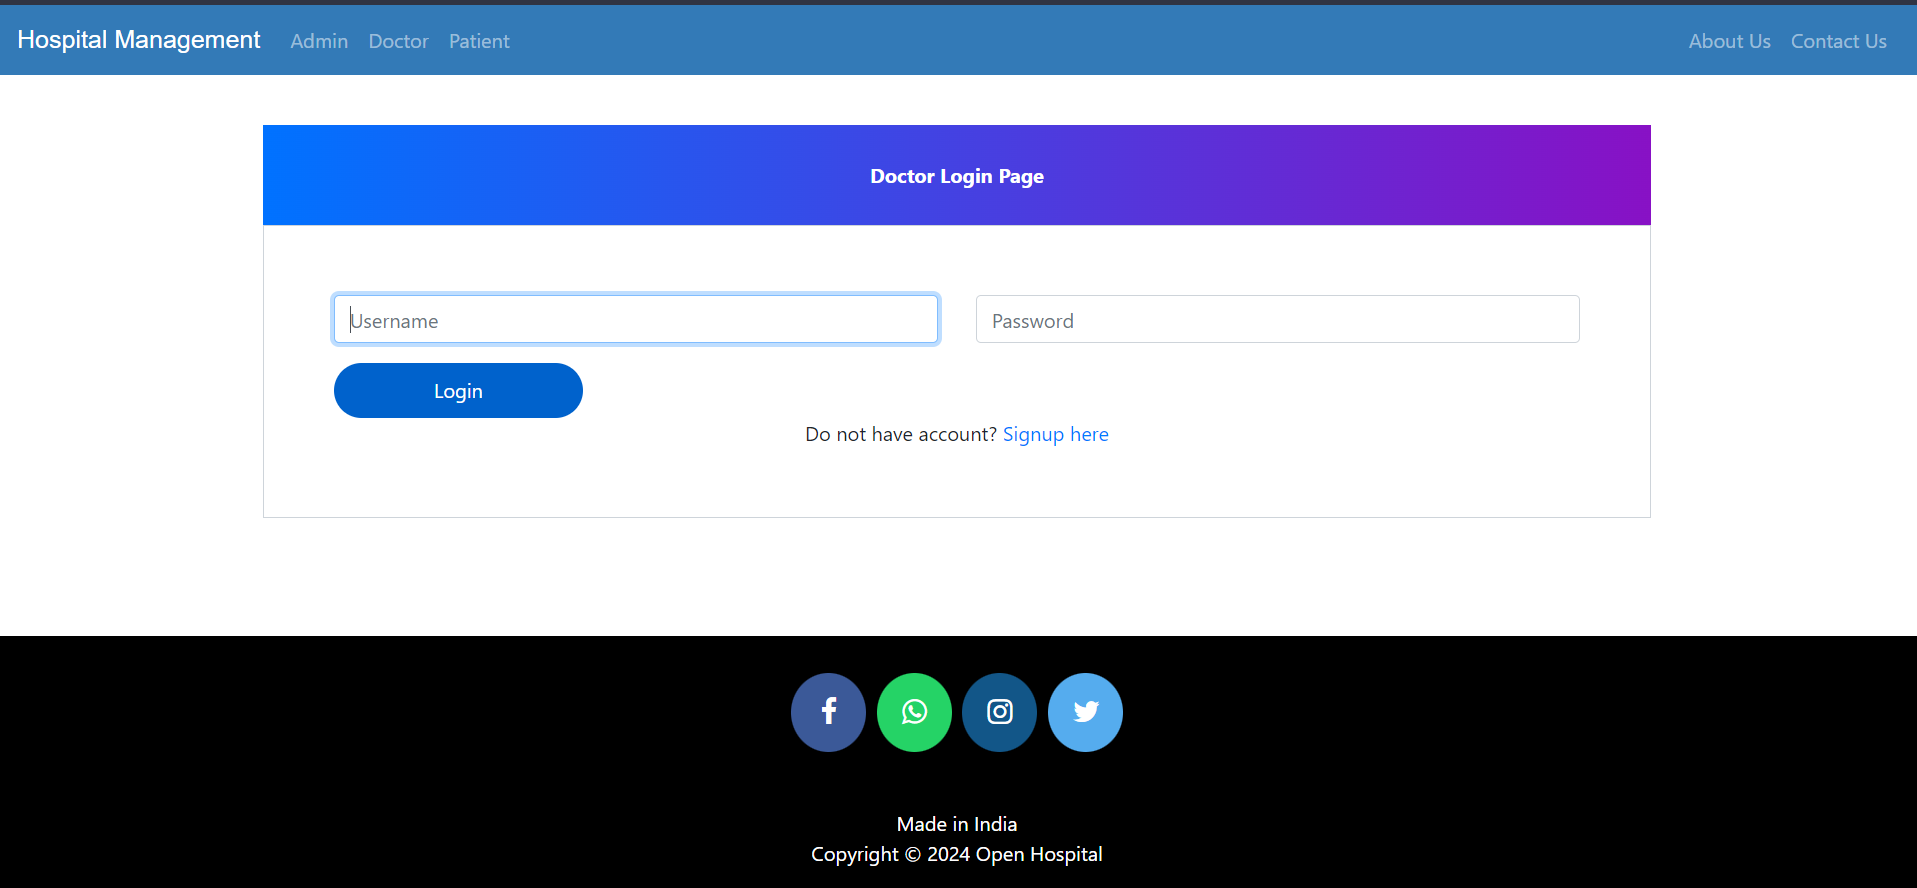 Hospital Management Admin Doctor Patient About Us Contact Us
Doctor Login Page
Username Password
Login
Do not have account? Signup here
Made in India
Copyright © 2024 Open Hospital